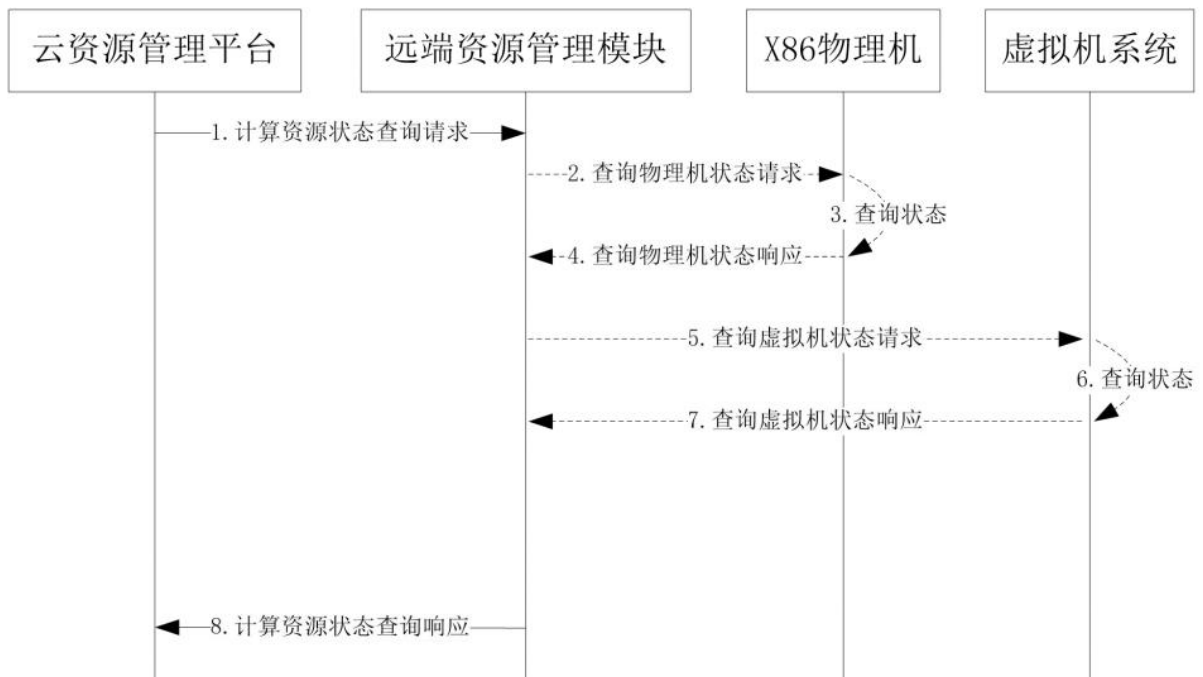 云资源管理平台
远端资源管理模块
X86物理机
虚拟机系统
1.计算资源状态查询请求
2.查询物理机状态请求
3.查询状态
4.查询物理机状态响应
5.查询虚拟机状态请求
6.查询状态
7.查询虚拟机状态响应
8.计算资源状态查询响应